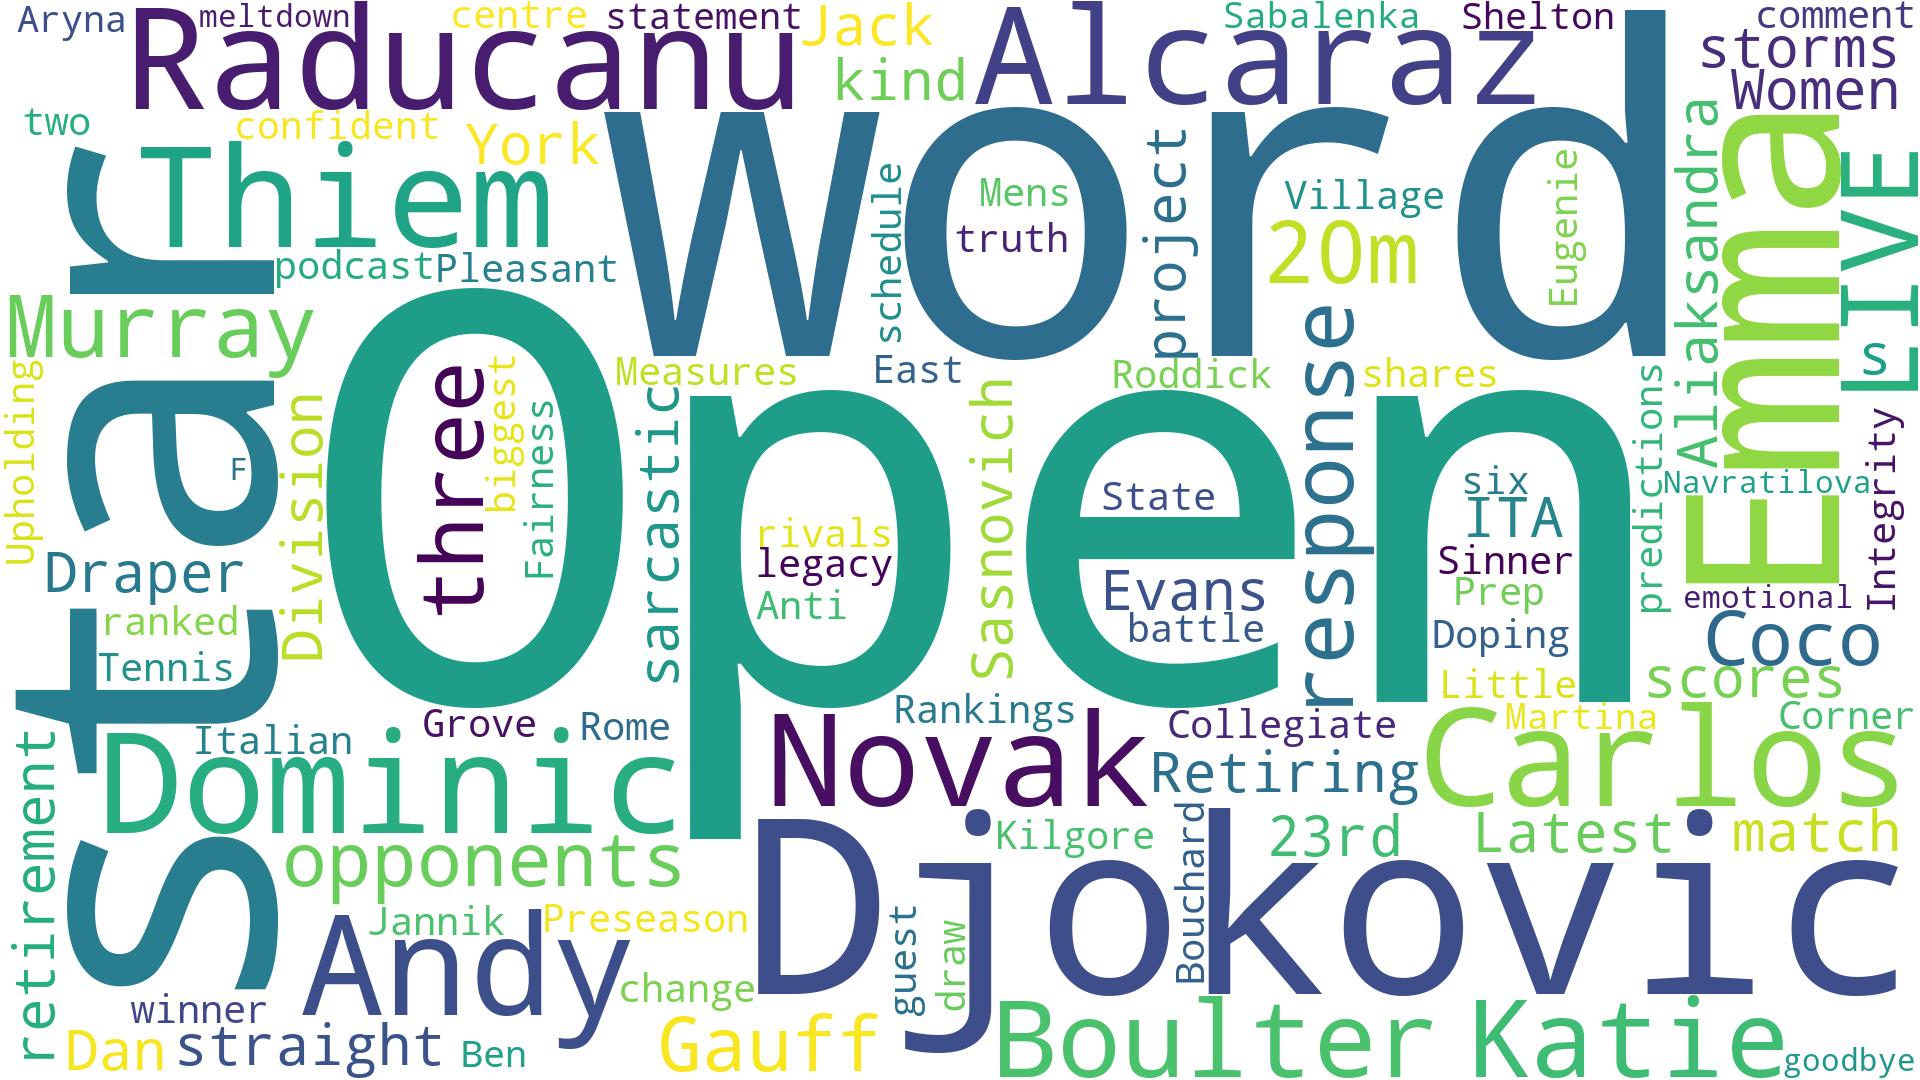 Aryna
meltdown
centre
statement
Jack
Sabalenka
Shelton
comment
Raducanu
kind
Alcaraz
storms
Women
two
confident
York
word
Thiem
podcast
Pleasant
schedule
Mens
truth
project
Village
20m
Eugenie
Aliaksandra
Emma
LIVE
s
Murray
star
Open
Measures
East
Roddick
response
shares
Upholding
F
Division
three
biggest
Fairness
sarcastic
rivals
legacy
Anti
Sasnovich
State
Evans
battle
six
ITA
Sinner
Prep
Doping
predictions
Navratilova
Integrity
emotional
Coco
Draper
ranked
Tennis
Little
scores
Italian
Grove
Rome
Rankings
Collegiate
Martina
Corner
retirement
Dominic
Novak
Retiring
Carlos
opponents
Djokovic
Kilgore
Bouchard
23rd
Latest
match
Jannik
Preseason
Andy
change
guest
draw
winner
Dan
straight
Ben
Gauff
Boulter
Katie
goodbye